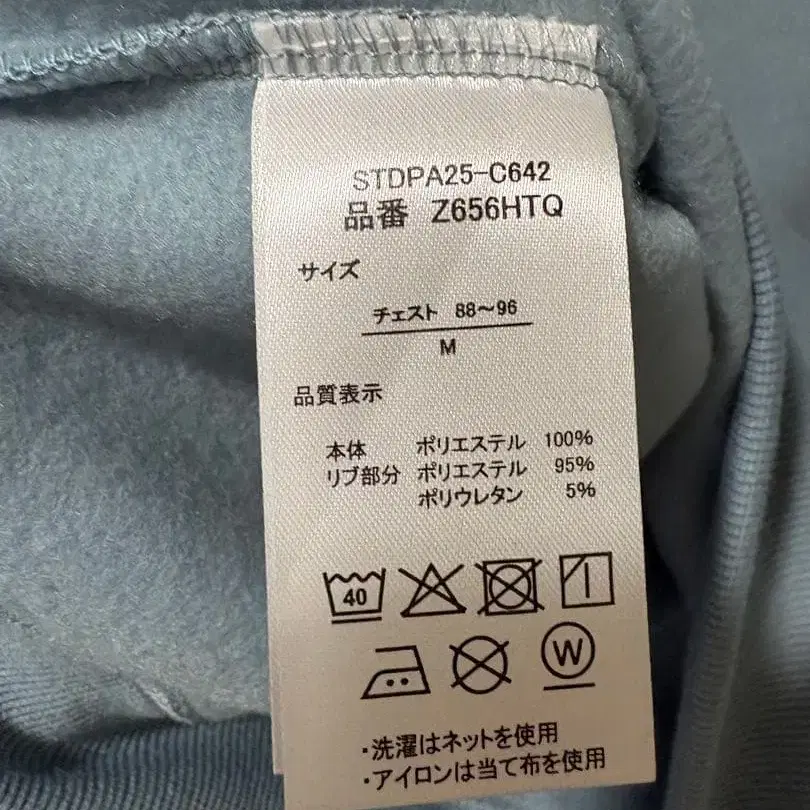 STDPA25-C642
品番 Z656HTQ
サイズ
チェスト 88～96
M
品質表示
本体 ポリエステル 100%
リブ部分 ポリエステル 95%
ポリウレタン 5%
40
W
・洗濯はネットを使用
・アイロンは当て布を使用